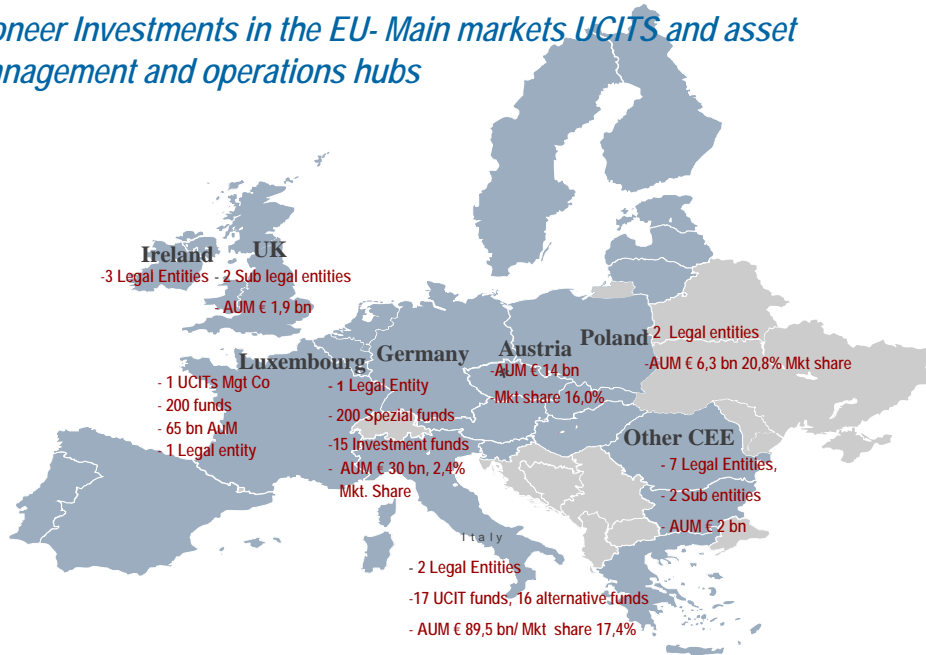 oneer Investments in the EU- Main markets UCITS and asset
nagement and operations hubs
Ireland
-3 Legal Entities
UK
- 2 Sub legal entities
- AUM € 1,9 bn
Luxembourg
- 1 UCITs Mgt Co
- 200 funds
- 65 bn AuM
- 1 Legal entity
Germany
- 1 Legal Entity
- 200 Spezial funds
-15 Investment funds
- AUM € 30 bn, 2,4%
Mkt. Share
Austria
-AUM € 14 bn
-Mkt share 16,0%
Poland
2 Legal entities
-AUM € 6,3 bn 20,8% Mkt share
Other CEE
- 7 Legal Entities,
- 2 Sub entities
- AUM € 2 bn
Italy
- 2 Legal Entities
-17 UCIT funds, 16 alternative funds
- AUM € 89,5 bn/ Mkt share 17,4%